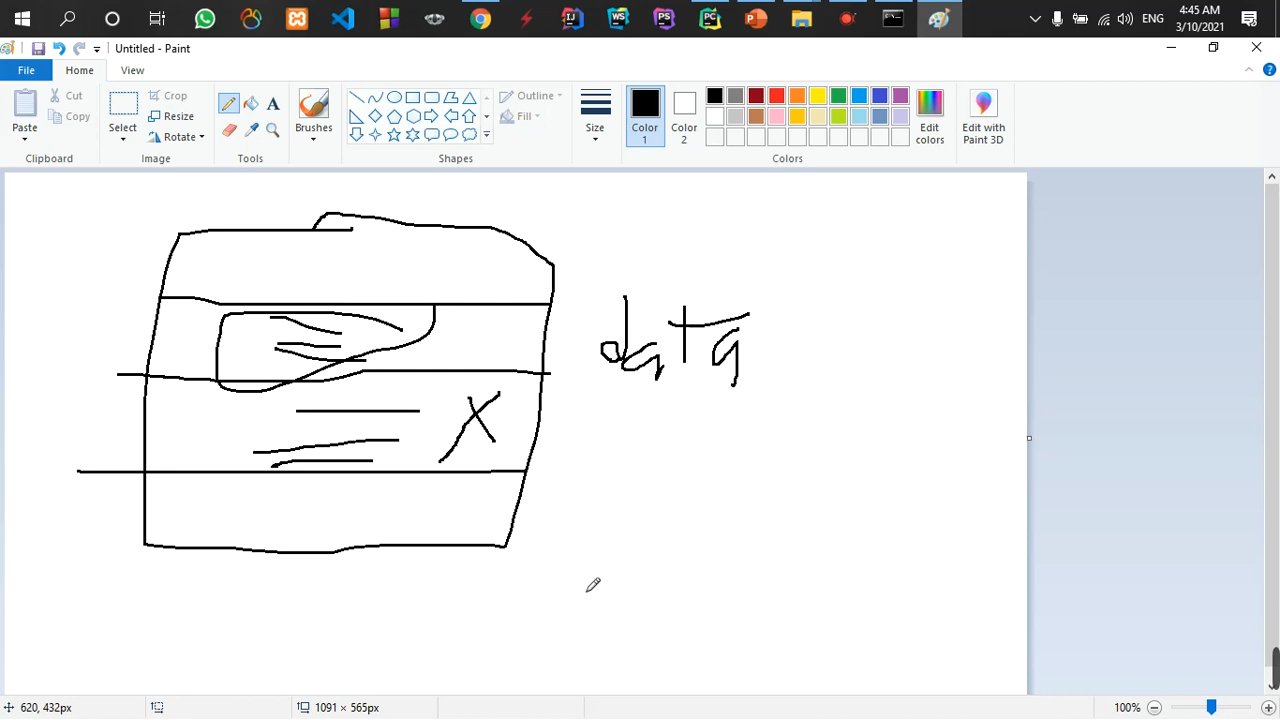 4:45 AM
ENG
3/10/2021
Untitled - Paint
File
Home
View
Paste
Cut
Copy
Clipboard
Select
Crop
Resize
Rotate
Image
A
Tools
Brushes
Outline
Fill
Shapes
Size
Color
1
Color
2
Edit
colors
Edit with
Paint 3D
Colors
data
X
620, 432px
1091 × 565px
100%